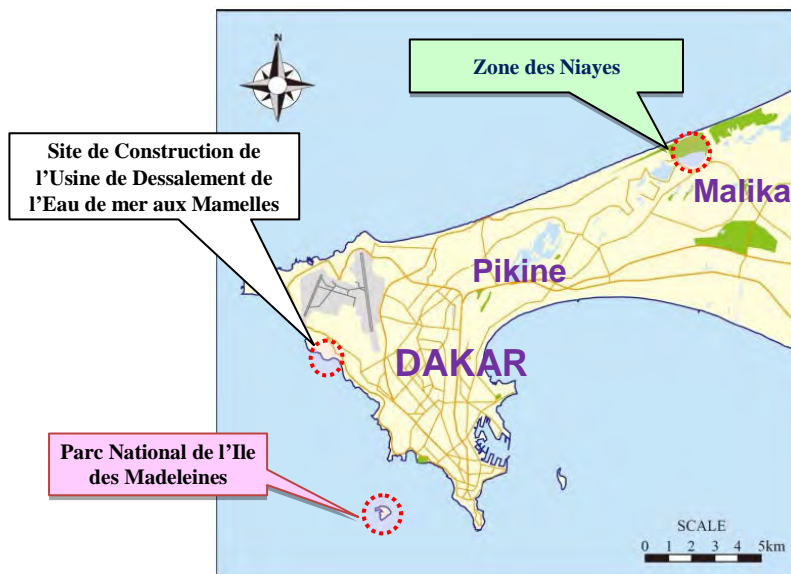 N
Zone des Niayes
Site de Construction de
l'Usine de Dessalement de
l'Eau de mer aux Mamelles
Malika
Pikine
DAKAR
Parc National de l'Ile
des Madeleines
SCALE
0 1 2 3 4 5km